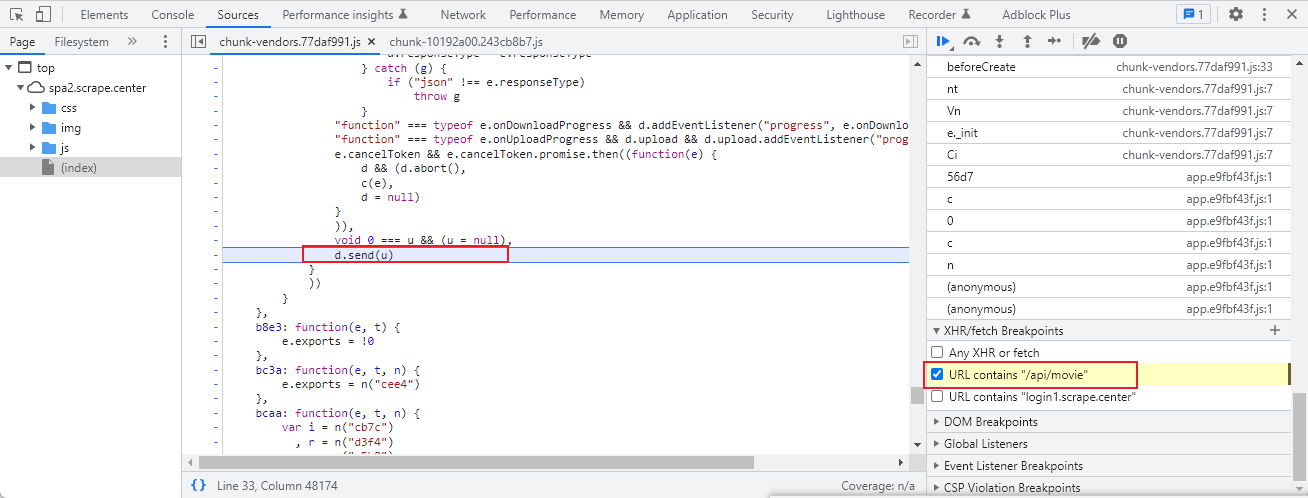 Elements Console Sources Performance insights Network Performance Memory Application Security Lighthouse Recorder Adblock Plus 1
Page Filesystem »
top
spa2.scrape.center
css
img
js
(index)
chunk-vendors.77daf991.js × chunk-10192a00.243cb8b7.js
} catch (g) {
if ("json" !== e.responseType)
throw g
}
"function" === typeof e.onDownloadProgress && d.addEventListener("progress", e.onDownlo
"function" === typeof e.onUploadProgress && d.upload && d.upload.addEventListener("prog
e.cancelToken && e.cancelToken.promise.then((function(e) {
d && (d.abort(),
c(e),
d = null)
}
)),
void 0 === u && (u = null),
d.send(u)
}
))
}
},
b8e3: function(e, t) {
e.exports = !0
},
bc3a: function(e, t, n) {
e.exports = n("cee4")
},
bcaa: function(e, t, n) {
var i = n("cb7c")
, r = n("d3f4")
{} Line 33, Column 48174 Coverage: n/a
beforeCreate chunk-vendors.77daf991.js:33
nt chunk-vendors.77daf991.js:7
Vn chunk-vendors.77daf991.js:7
e._init chunk-vendors.77daf991.js:7
Ci chunk-vendors.77daf991.js:7
56d7 app.e9fbf43f.js:1
c app.e9fbf43f.js:1
0 app.e9fbf43f.js:1
c app.e9fbf43f.js:1
n app.e9fbf43f.js:1
(anonymous) app.e9fbf43f.js:1
(anonymous) app.e9fbf43f.js:1
XHR/fetch Breakpoints
Any XHR or fetch
URL contains "/api/movie"
URL contains "login1.scrape.center"
DOM Breakpoints
Global Listeners
Event Listener Breakpoints
CSP Violation Breakpoints